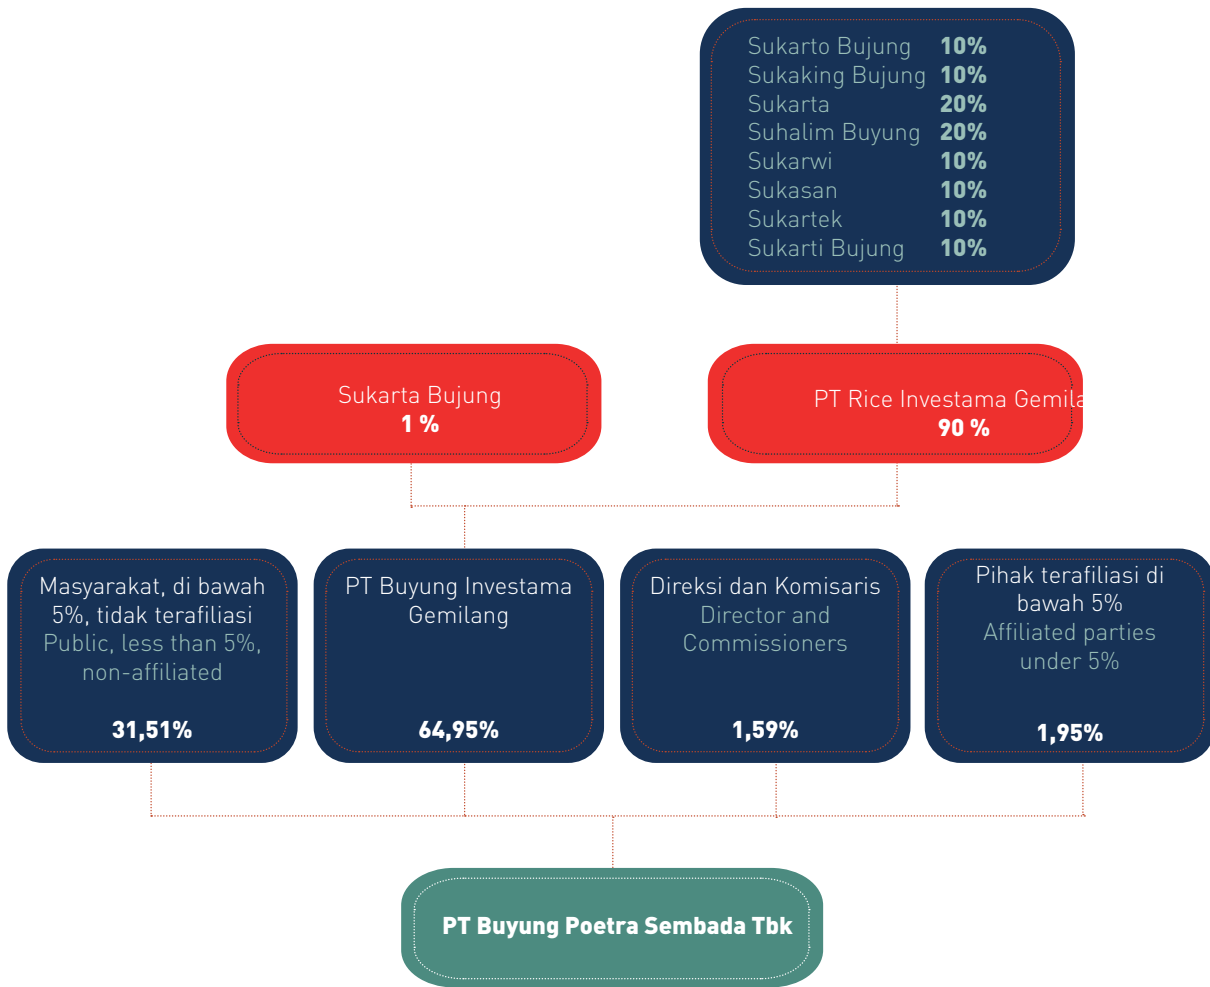 Sukarto Bujung 10%
Sukaking Bujung 10%
Sukarta 20%
Suhalim Buyung 20%
Sukarwi 10%
Sukasan 10%
Sukartek 10%
Sukarti Bujung 10%
Sukarta Bujung
1 %
PT Rice Investama Gemila
90 %
Masyarakat, di bawah
5%, tidak terafiliasi
Public, less than 5%,
non-affiliated
31,51%
PT Buyung Investama
Gemilang
64,95%
Direksi dan Komisaris
Director and
Commissioners
1,59%
Pihak terafiliasi di
bawah 5%
Affiliated parties
under 5%
1,95%
PT Buyung Poetra Sembada Tbk